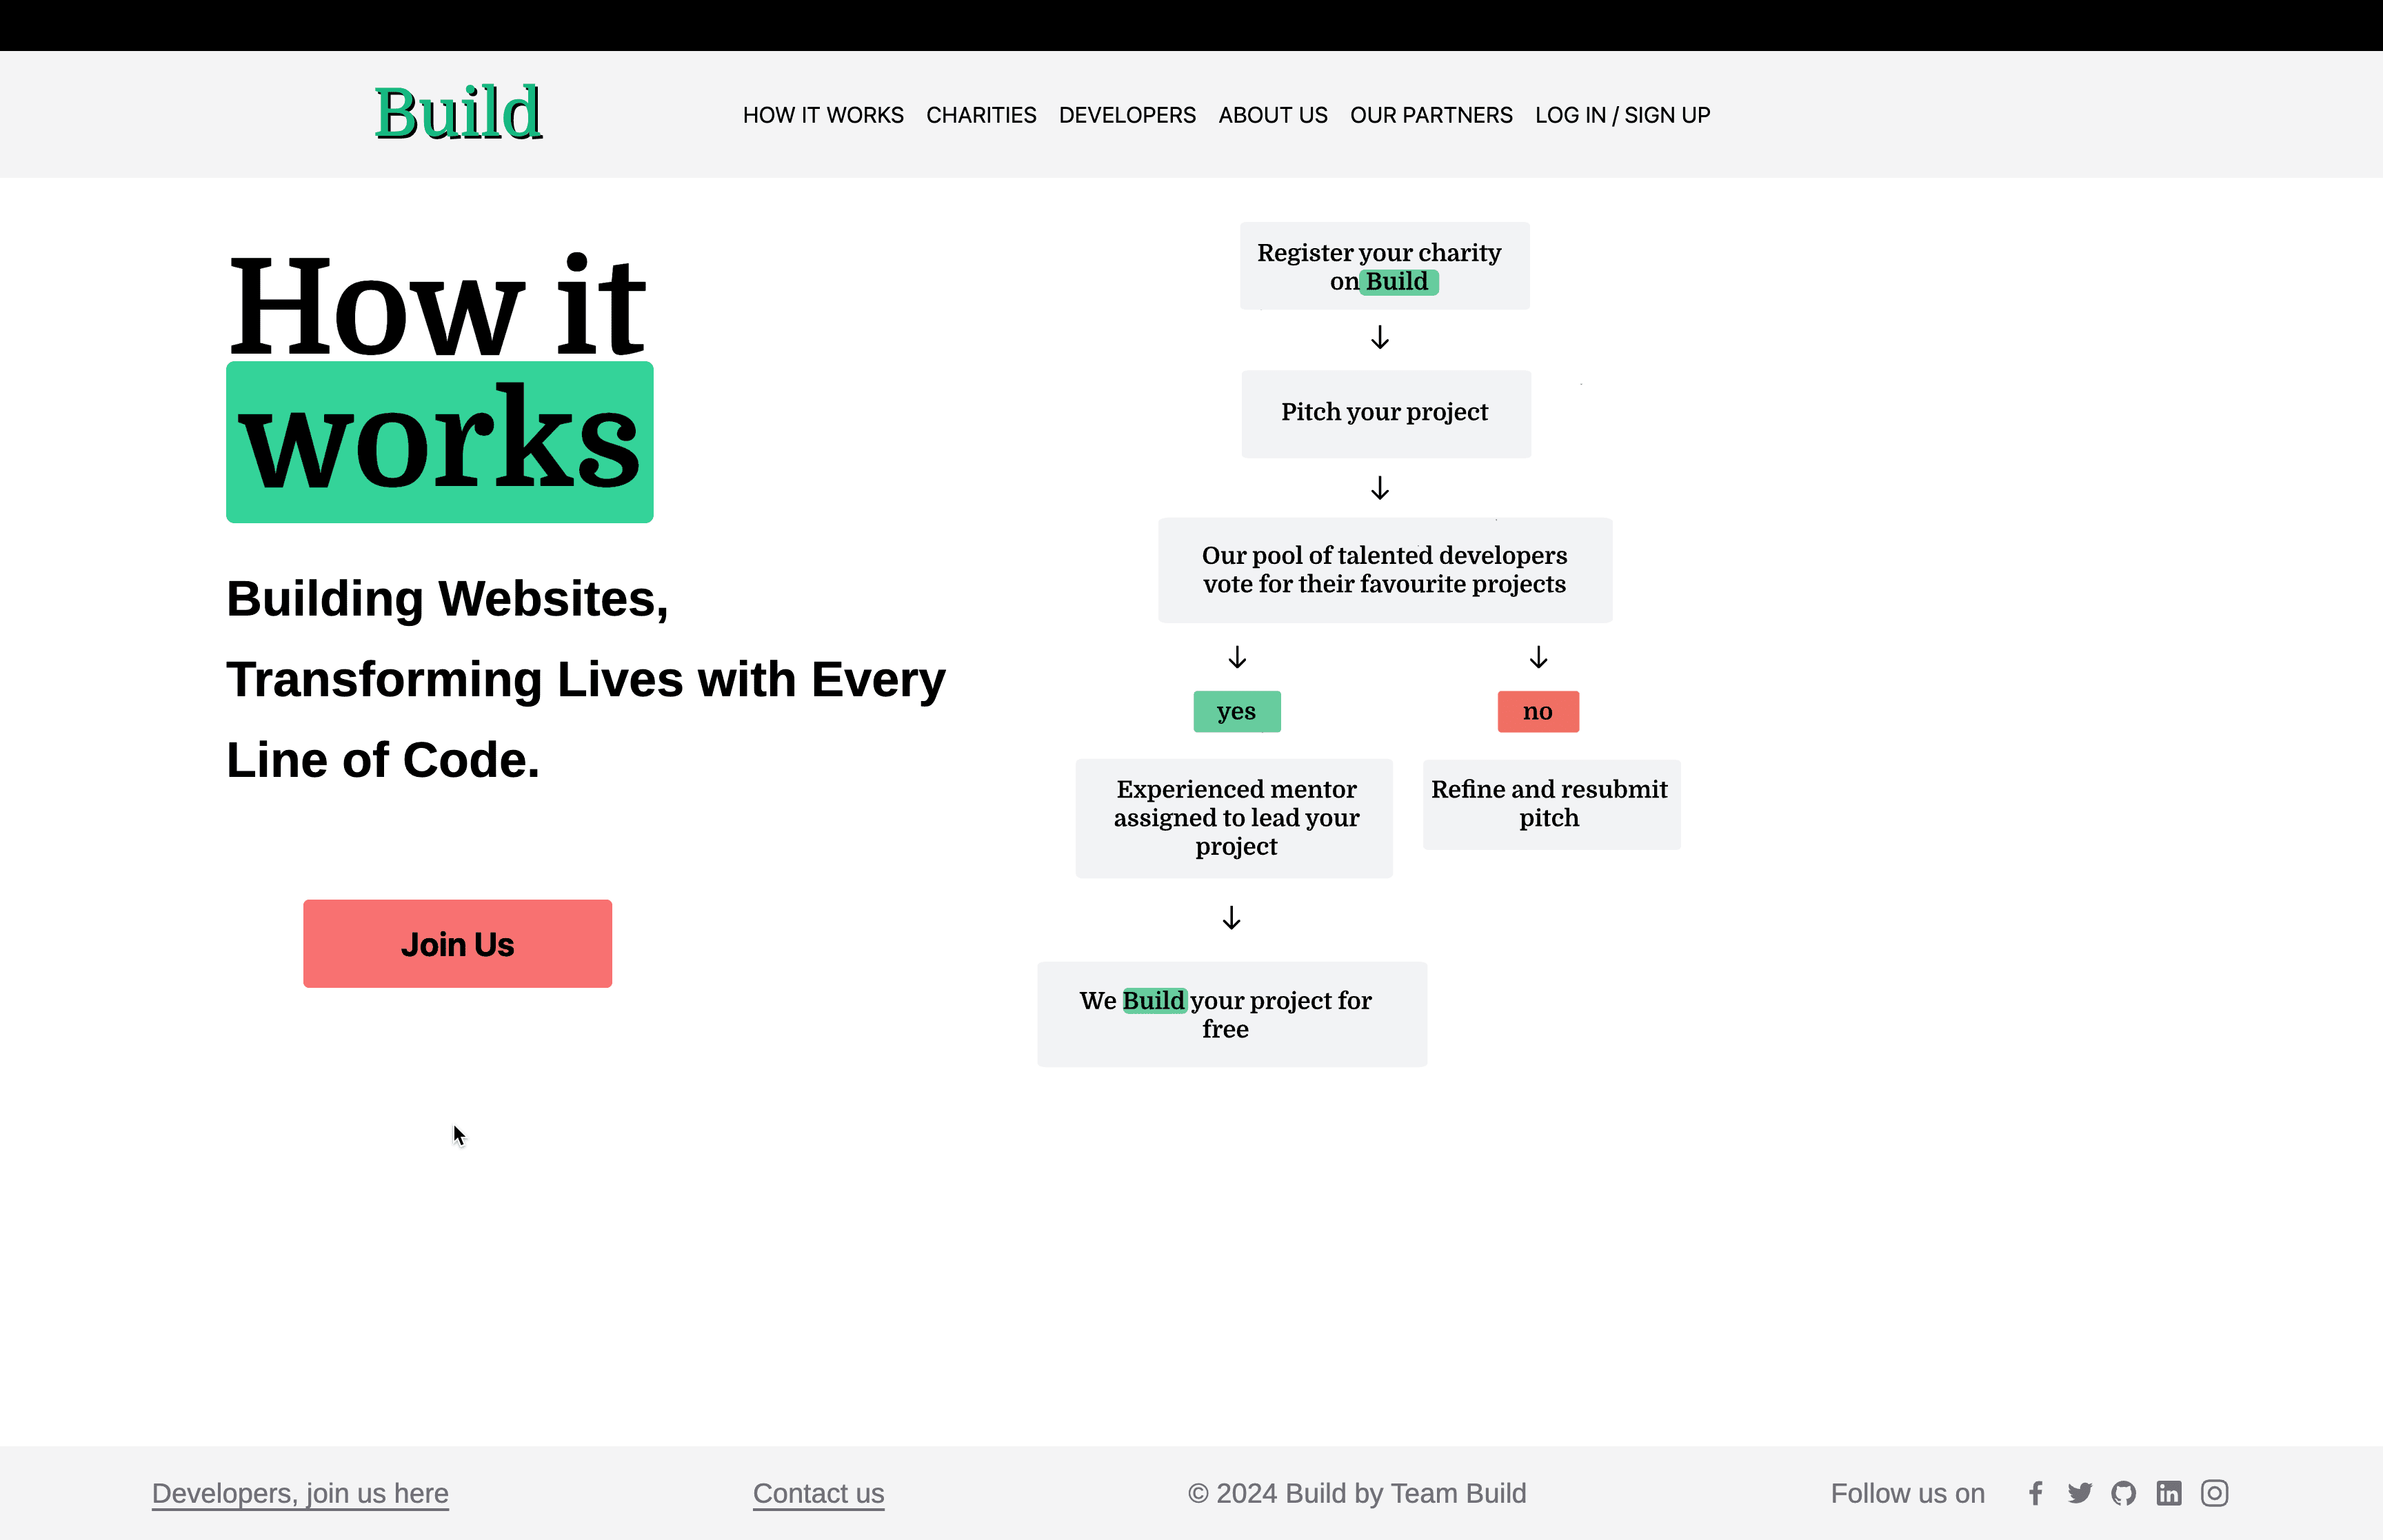 Build
HOW IT WORKS CHARITIES DEVELOPERS ABOUT US OUR PARTNERS LOG IN / SIGN UP
How it
works
Building Websites,
Transforming Lives with Every
Line of Code.
Join Us
Register your charity
on Build
Pitch your project
Our pool of talented developers
vote for their favourite projects
yes
no
Experienced mentor
assigned to lead your
project
Refine and resubmit
pitch
We Build your project for
free
Developers, join us here
Contact us
© 2024 Build by Team Build
Follow us on